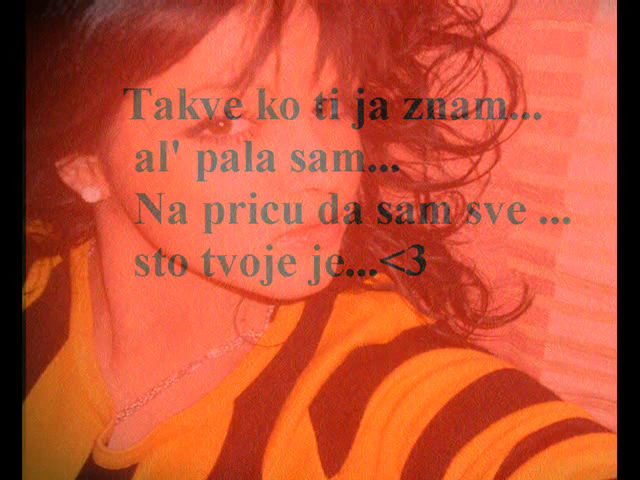 Takve ko ti ja znam...
al' pala sam...
Na pricu da sam sve ...
sto tvoje je...<3